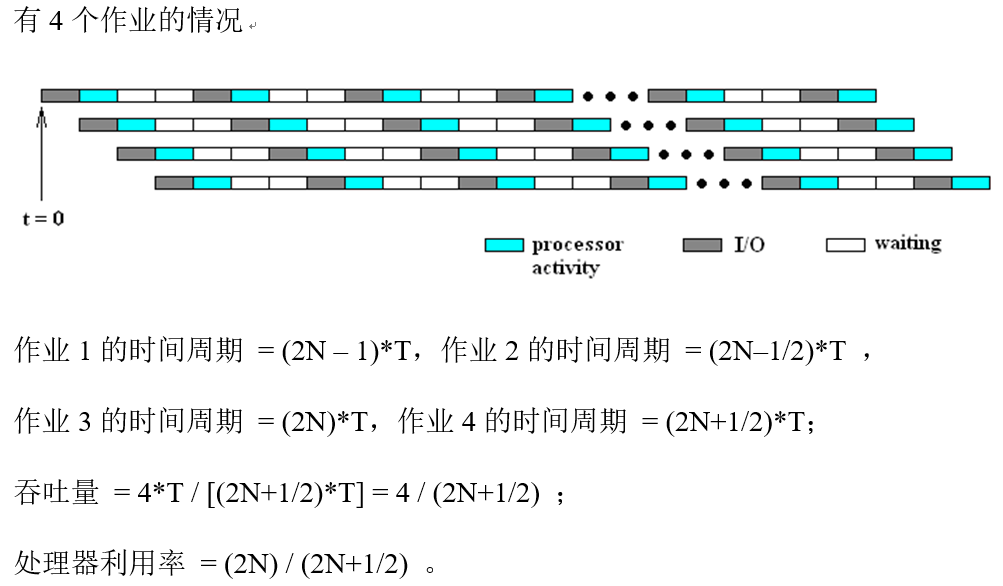 有 4 个作业的情况
t = 0
processor
activity
I/O
waiting
作业 1 的时间周期 = (2N – 1)*T，作业 2 的时间周期 = (2N–1/2)*T ，
作业 3 的时间周期 = (2N)*T，作业 4 的时间周期 = (2N+1/2)*T；
吞吐量 = 4*T / [(2N+1/2)*T] = 4 / (2N+1/2) ；
处理器利用率 = (2N) / (2N+1/2) 。